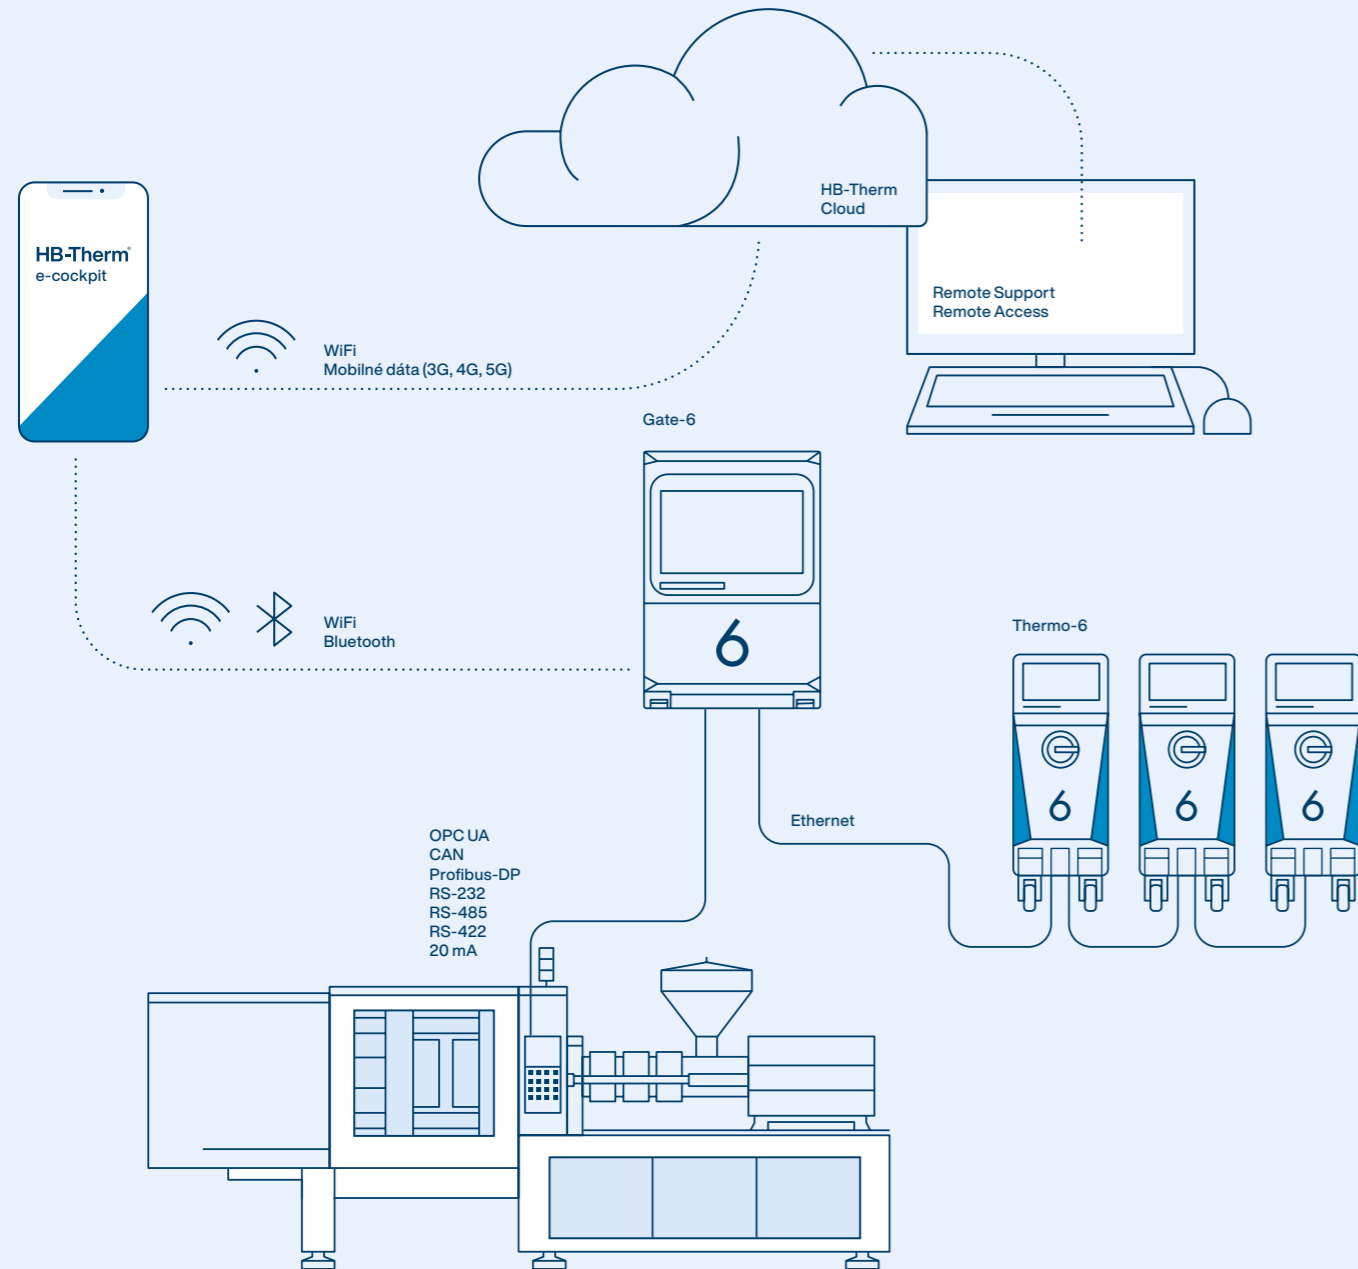 HB-Therm
Cloud
HB-Therm®
e-cockpit
Remote Support
Remote Access
WiFi
Mobilné dáta (3G, 4G, 5G)
Gate-6
6
WiFi
Bluetooth
Thermo-6
6
6
6
Ethernet
OPC UA
CAN
Profibus-DP
RS-232
RS-485
RS-422
20 mA